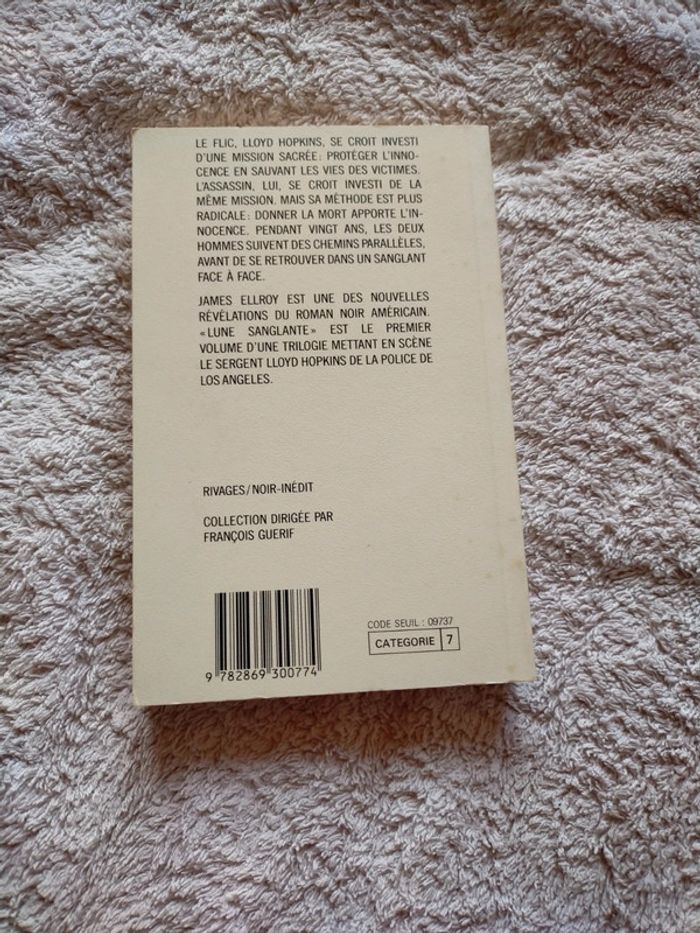 LE FLIC, LLOYD HOPKINS, SE CROIT INVESTI
D'UNE MISSION SACRÉE : PROTÉGER L'INNO-
CENCE EN SAUVANT LES VIES DES VICTIMES.
L'ASSASSIN, LUI, SE CROIT INVESTI DE LA
MÊME MISSION. MAIS SA MÉTHODE EST PLUS
RADICALE : DONNER LA MORT APPORTE L'IN-
NOCENCE. PENDANT VINGT ANS, LES DEUX
HOMMES SUIVENT DES CHEMINS PARALLÈLES,
AVANT DE SE RETROUVER DANS UN SANGLANT
FACE À FACE.
JAMES ELLROY EST UNE DES NOUVELLES
RÉVÉLATIONS DU ROMAN NOIR AMÉRICAIN.
« LUNE SANGLANTE » EST LE PREMIER
VOLUME D'UNE TRILOGIE METTANT EN SCÈNE
LE SERGENT LLOYD HOPKINS DE LA POLICE DE
LOS ANGELES.
RIVAGES/NOIR-INÉDIT
COLLECTION DIRIGÉE PAR
FRANÇOIS GUERIF
CODE SEUIL : 09737
CATEGORIE 7
9 782869 300774